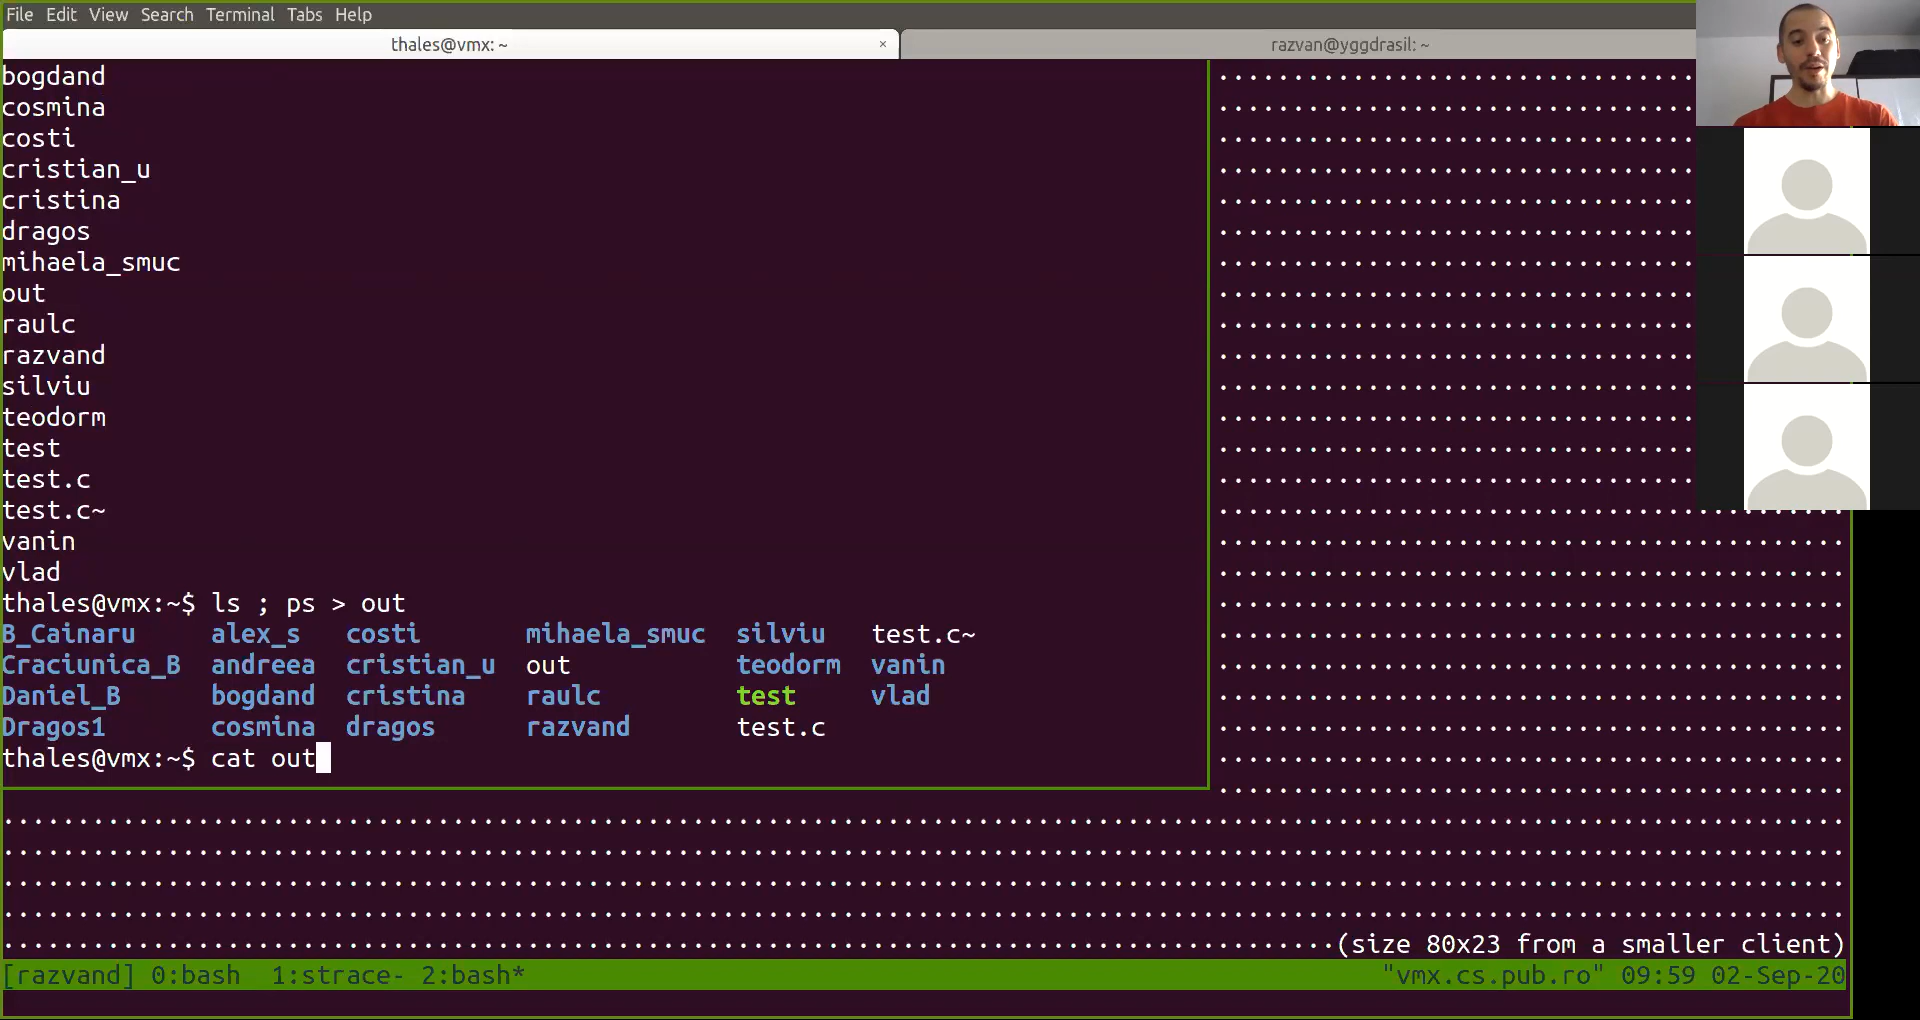 File Edit View Search Terminal Tabs Help
thales@vmx: ~ × razvan@yggdrasil: ~
bogdand
cosmina
costi
cristian_u
cristina
dragos
mihaela_smuc
out
raulc
razvand
silviu
teodorm
test
test.c
test.c~
vanin
vlad
thales@vmx:~$ ls ; ps > out
B_Cainaru alex_s costi mihaela_smuc silviu test.c~
Craciunica_B andreea cristian_u out teodorm vanin
Daniel_B bogdand cristina raulc test vlad
Dragos1 cosmina dragos razvand test.c
thales@vmx:~$ cat out
(size 80x23 from a smaller client)
[razvand] 0:bash 1:strace- 2:bash* "vmx.cs.pub.ro" 09:59 02-Sep-20